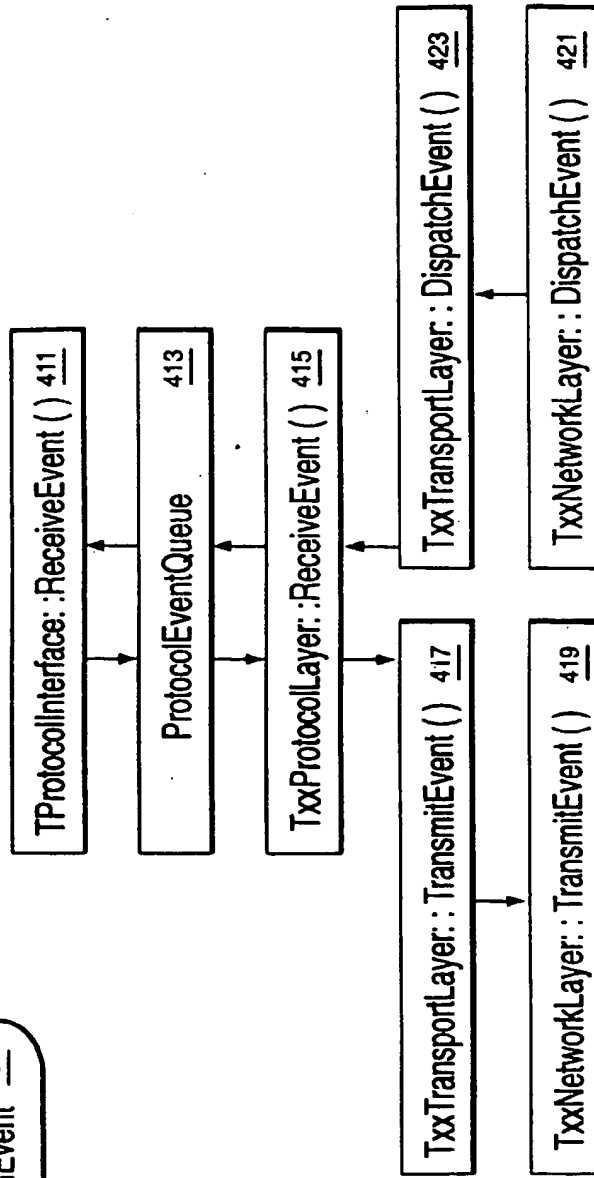 TProtocolInterface: :ReceiveEvent ( ) 411
ProtocolEventQueue 413
TxxProtocolLayer: :ReceiveEvent ( ) 415
TxxTransportLayer: : TransmitEvent ( ) 417
TxxTransportLayer: : DispatchEvent ( ) 423
TxxNetworkLayer: : TransmitEvent ( ) 419
TxxNetworkLayer: : DispatchEvent ( ) 421